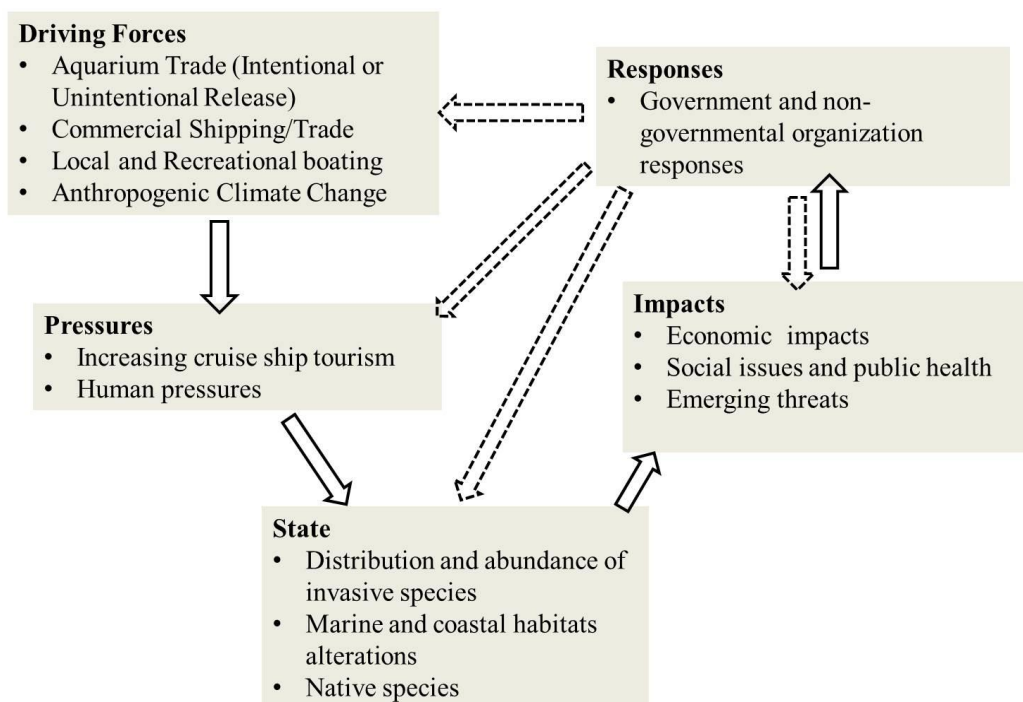 Driving Forces
• Aquarium Trade (Intentional or
Unintentional Release)
• Commercial Shipping/Trade
• Local and Recreational boating
• Anthropogenic Climate Change
Responses
• Government and non-
governmental organization
responses
Pressures
• Increasing cruise ship tourism
• Human pressures
Impacts
• Economic impacts
• Social issues and public health
• Emerging threats
State
• Distribution and abundance of
invasive species
• Marine and coastal habitats
alterations
• Native species